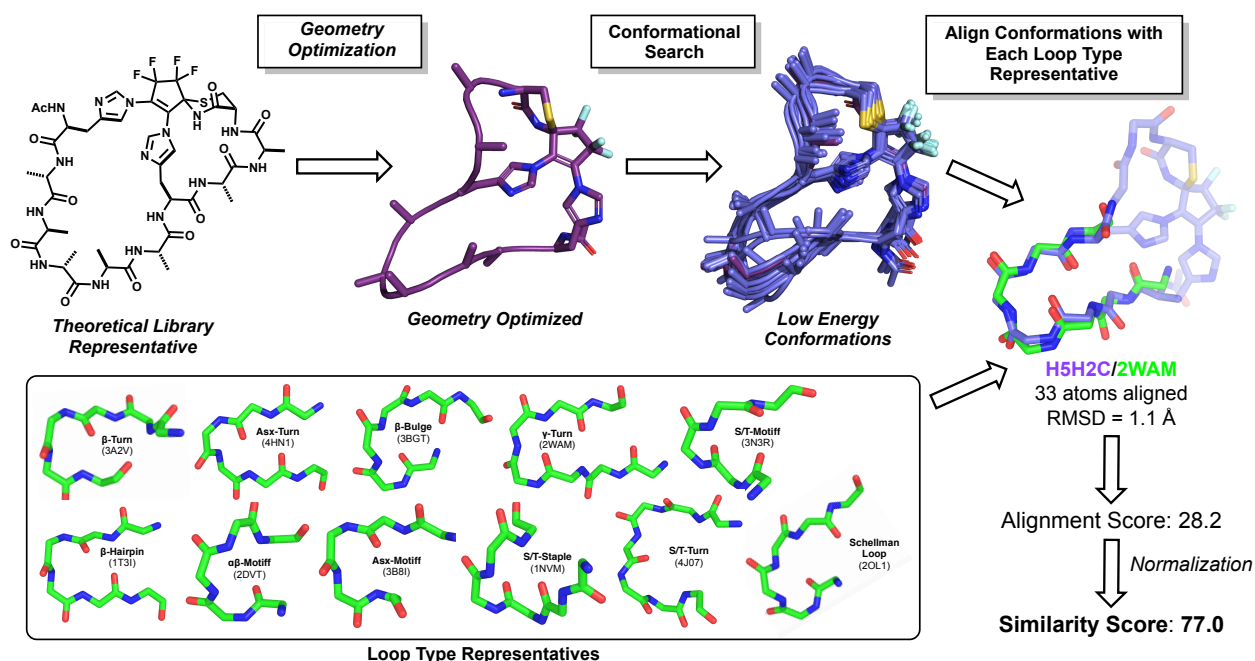 Geometry
Optimization
Conformational
Search
Align Conformations with
Each Loop Type
Representative
F
F
F
F
AcHN
N
N
S
O
NH
O
N
N
O
NH
O
NH
O
NH
O
HN
O
HN
O
HN
O
NH
O
N
H
O
N
H
O
Theoretical Library
Representative
Geometry Optimized
Low Energy
Conformations
H5H2C/2WAM
33 atoms aligned
RMSD = 1.1 Å
Alignment Score: 28.2
Normalization
Similarity Score: 77.0
β-Turn
(3A2V)
Asx-Turn
(4HN1)
β-Bulge
(3BGT)
γ-Turn
(2WAM)
S/T-Motiff
(3N3R)
β-Hairpin
(1T3I)
αβ-Motiff
(2DVT)
Asx-Motiff
(3B8I)
S/T-Staple
(1NVM)
S/T-Turn
(4J07)
Schellman
Loop
(2OL1)
Loop Type Representatives